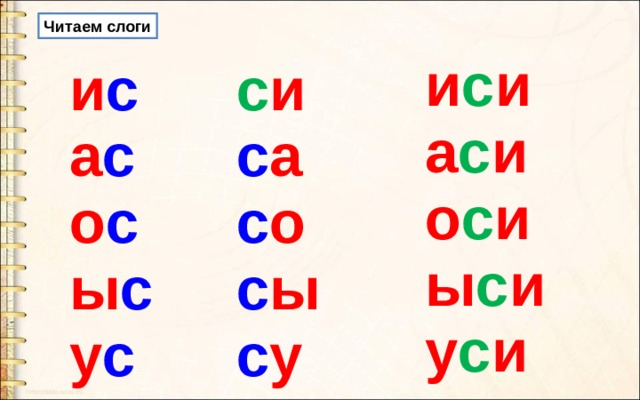 Читаем слоги
ис си иси
ас са аси
ос со оси
ыс сы ыси
ус су уси